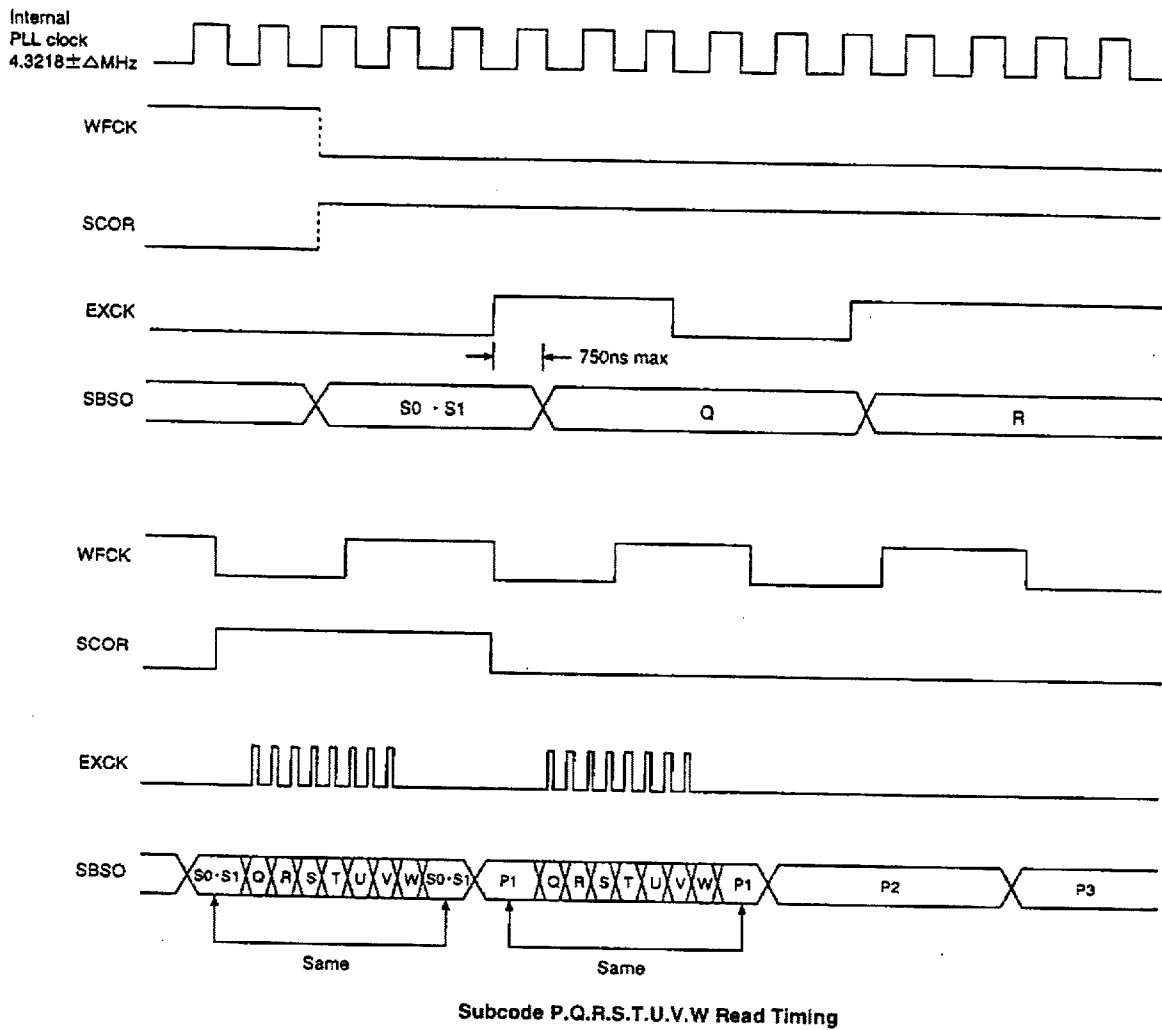 Internal
PLL clock
4.3218±△MHz
WFCK
SCOR
EXCK
750ns max
SBSO
S0 · S1
Q
R
WFCK
SCOR
EXCK
SBSO
S0·S1
Q
R
S
T
U
V
W
S0·S1
P1
Q
R
S
T
U
V
W
P1
P2
P3
Same
Same
Subcode P.Q.R.S.T.U.V.W Read Timing